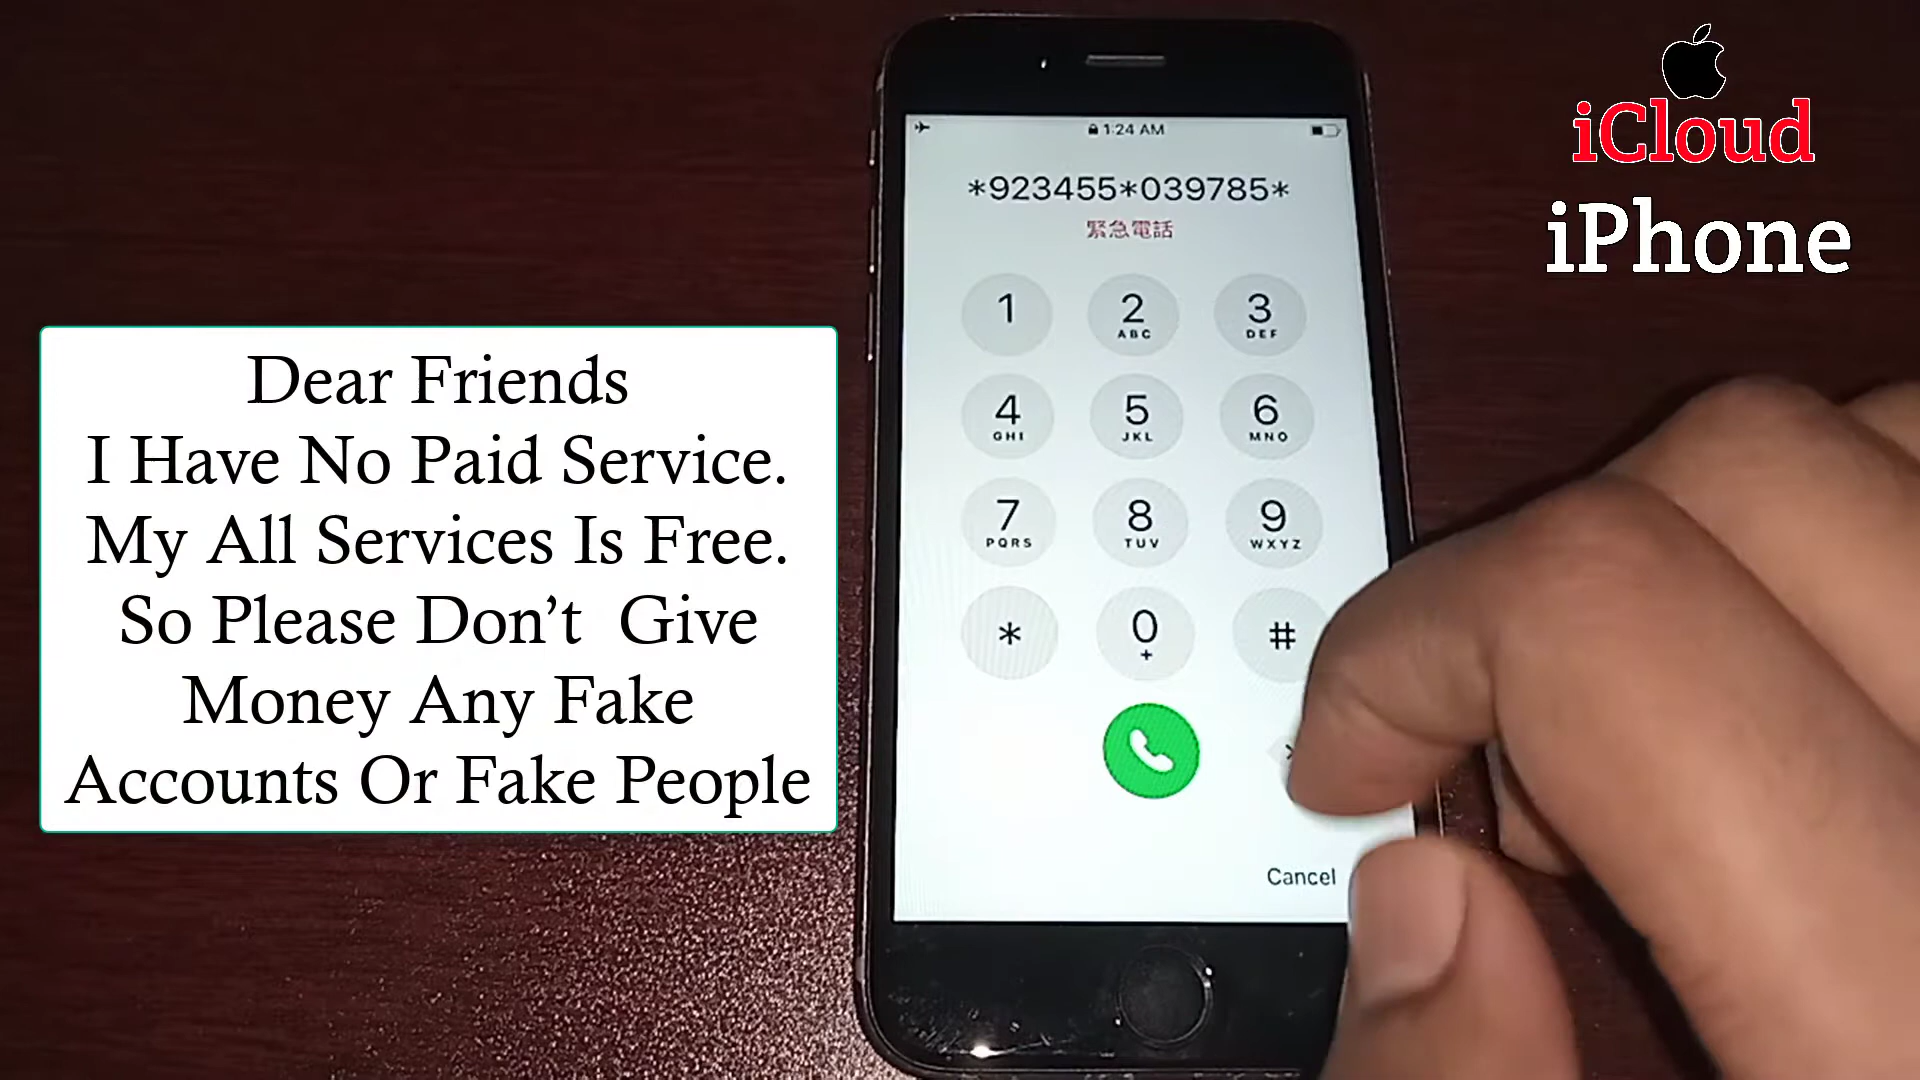 iCloud
iPhone
Dear Friends
I Have No Paid Service.
My All Services Is Free.
So Please Don't  Give
Money Any Fake
Accounts Or Fake People
1:24 AM
*923455*039785*
緊急電話
1
2
ABC
3
DEF
4
GHI
5
JKL
6
MNO
7
PQRS
8
TUV
9
WXYZ
*
0
+
#
Cancel